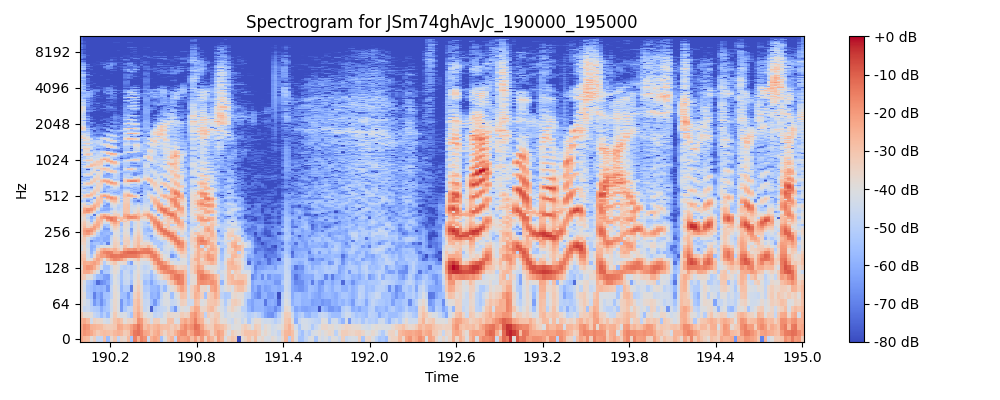 Spectrogram for JSm74ghAvJc_190000_195000
8192
4096
2048
1024
512
256
128
64
0
Hz
190.2 190.8 191.4 192.0 192.6 193.2 193.8 194.4 195.0
Time
+0 dB
-10 dB
-20 dB
-30 dB
-40 dB
-50 dB
-60 dB
-70 dB
-80 dB